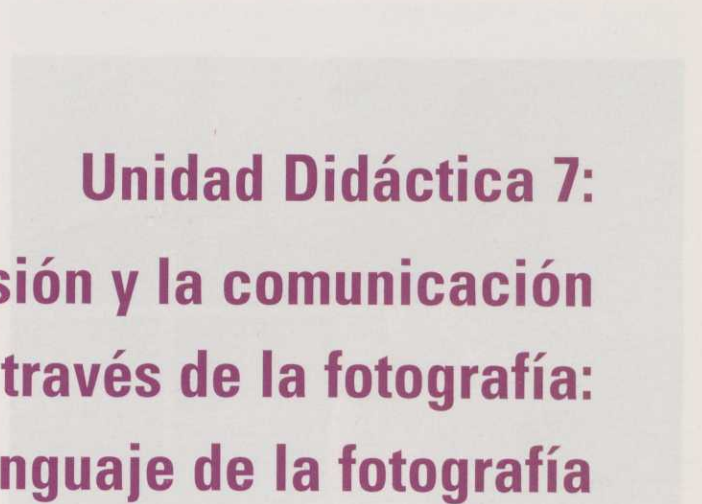 Unidad Didáctica 7:
sión y la comunicación
través de la fotografía:
nguaje de la fotografía